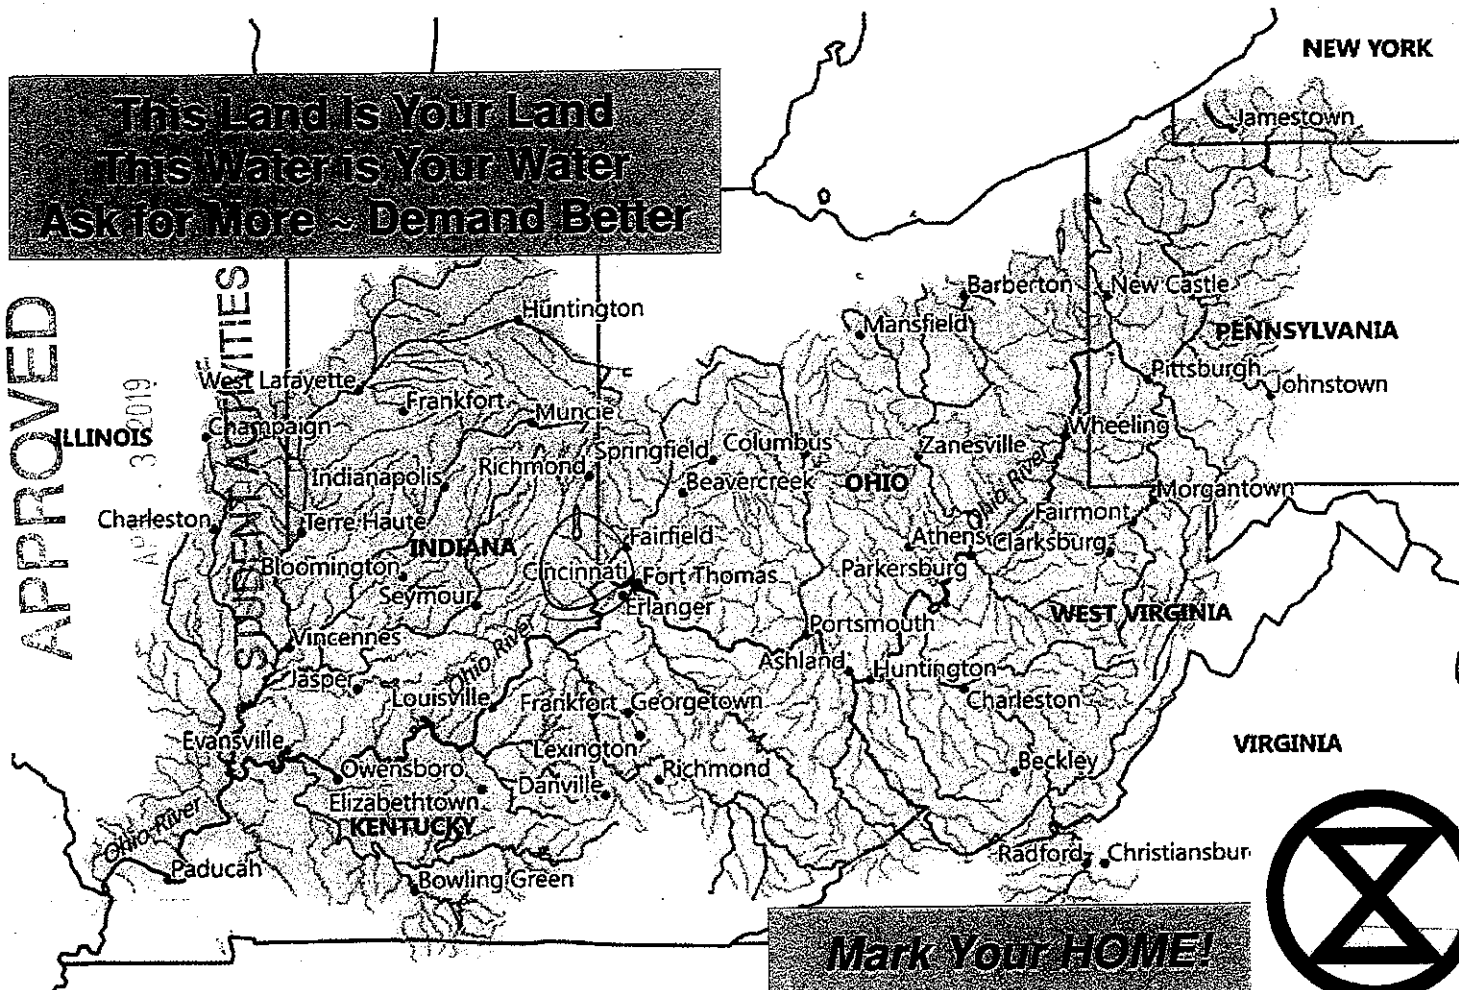 NEW YORK
This Land Is Your Land
This Water is Your Water
Ask for More ~ Demand Better
Jamestown
APPROVED
STUDENT ACTIVITIES
2019
Huntington
Barberton
New Castle
Mansfield
PENNSYLVANIA
West Lafayette
Pittsburgh
Johnstown
Frankfort
Muncie
ILLINOIS
Champaign
Wheeling
Springfield
Columbus
Zanesville
Richmond
Indianapolis
Beavercreek
OHIO
Ohio River
Morgantown
Charleston
Terre Haute
Fairmont
INDIANA
Fairfield
Athens
Clarksburg
Bloomington
Cincinnati
Fort Thomas
Parkersburg
Seymour
Erlanger
WEST VIRGINIA
Vincennes
Portsmouth
Ohio River
Ashland
Huntington
Jasper
Louisville
Frankfort
Georgetown
Charleston
Evansville
Lexington
VIRGINIA
Owensboro
Richmond
Beckley
Elizabethtown
Danville
KENTUCKY
Ohio River
Paducah
Radford
Christiansbur
Bowling Green
Mark Your HOME!